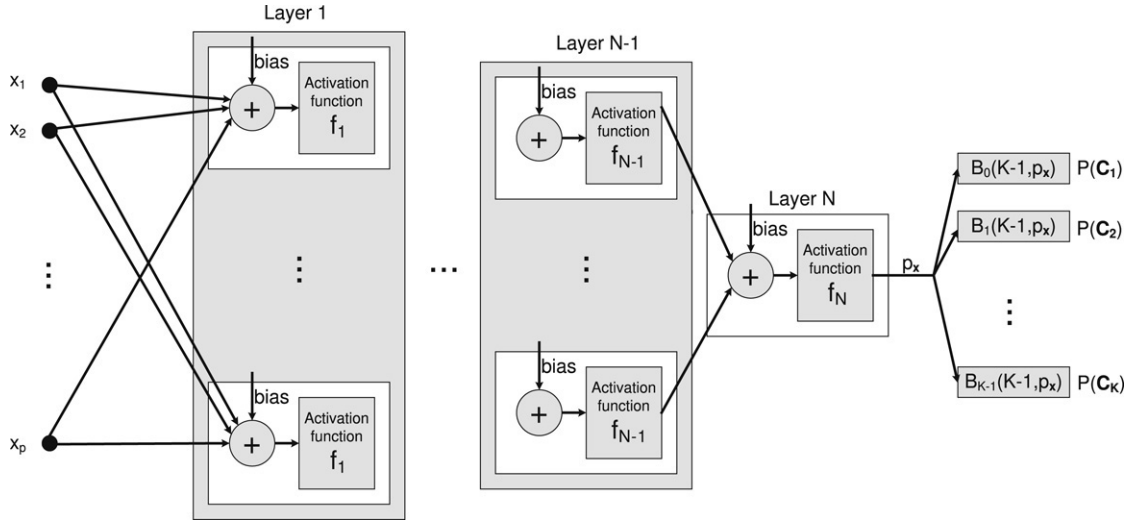 Layer 1
Layer N-1
Layer N
x1
x2
xp
bias
Activation
function
f1
bias
Activation
function
f1
...
...
...
bias
Activation
function
fN-1
...
bias
Activation
function
fN-1
bias
Activation
function
fN
px
B0(K-1,px) P(C1)
B1(K-1,px) P(C2)
...
BK-1(K-1,px) P(CK)